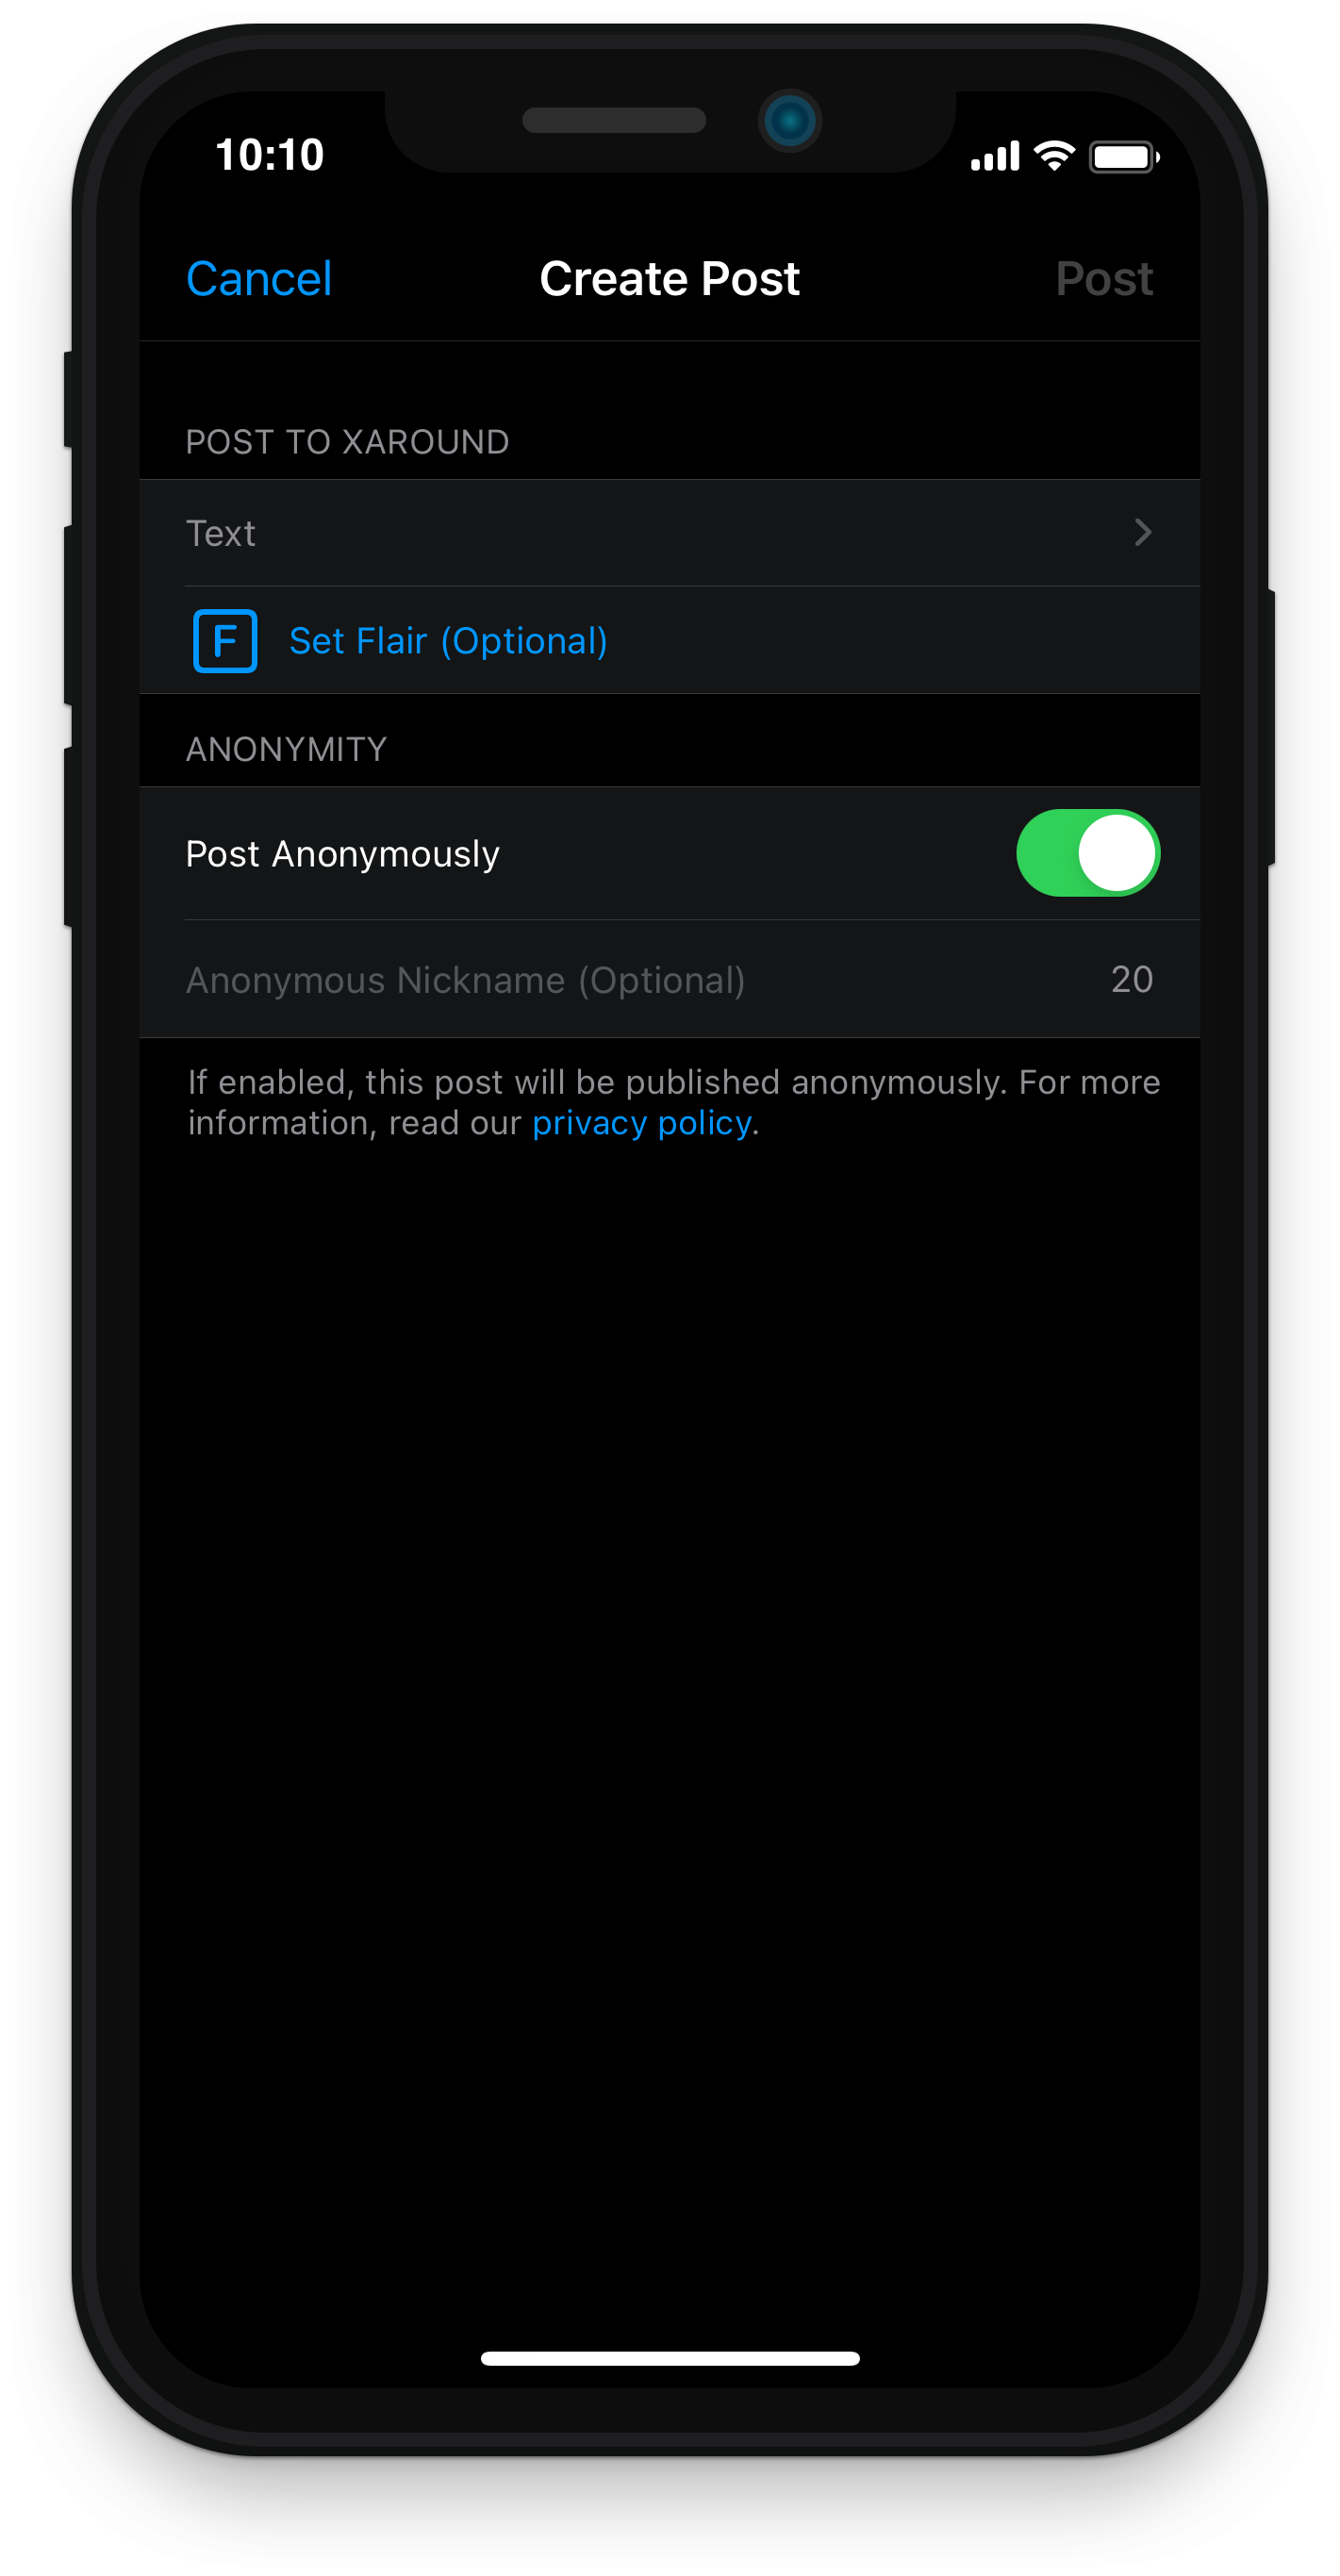 10:10
Cancel Create Post Post
POST TO XAROUND
Text
F Set Flair (Optional)
ANONYMITY
Post Anonymously
Anonymous Nickname (Optional) 20
If enabled, this post will be published anonymously. For more
information, read our privacy policy.